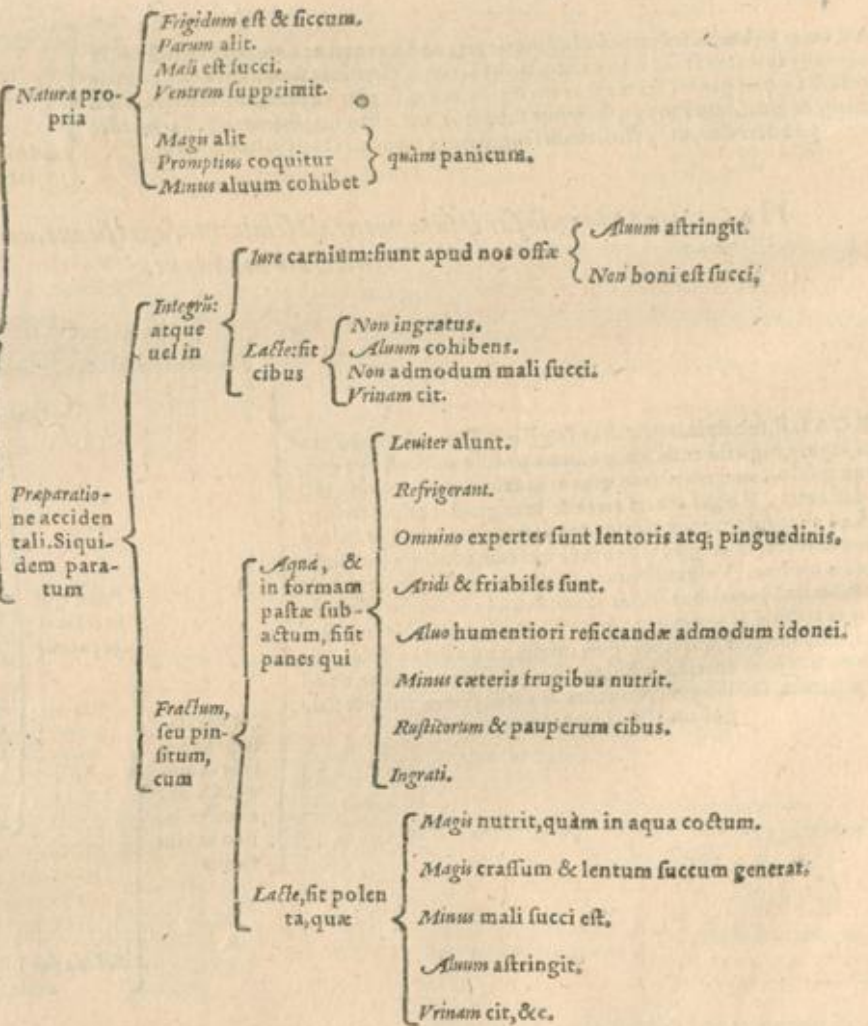 Natura pro-
pria
Frigidum est & siccum.
Parum alit.
Mali est succi.
Ventrem supprimit.
Magis alit
Promptius coquitur
Minus aluum cohibet
quàm panicum.
Præparatio-
ne acciden
tali. Siqui-
dem para-
tum
Integrũ:
atque
uel in
Iure carnium: fiunt apud nos offæ
Aluum astringit.
Non boni est succi,
Lacte: fit
cibus
Non ingratus.
Aluum cohibens.
Non admodum mali succi.
Vrinam cit.
Fractum,
seu pin-
situm,
cum
Aqua, &
in formam
pastæ sub-
actum, fiũt
panes qui
Leuiter alunt.
Refrigerant.
Omnino expertes sunt lentoris atq; pinguedinis.
Aridi & friabiles sunt.
Aluo humentiori resiccandæ admodum idonei.
Minus cæteris frugibus nutrit.
Rusticorum & pauperum cibus.
Ingrati.
Lacte, fit polen
ta, quæ
Magis nutrit, quàm in aqua coctum.
Magis crassum & lentum succum generat.
Minus mali succi est.
Aluum astringit.
Vrinam cit, &c.